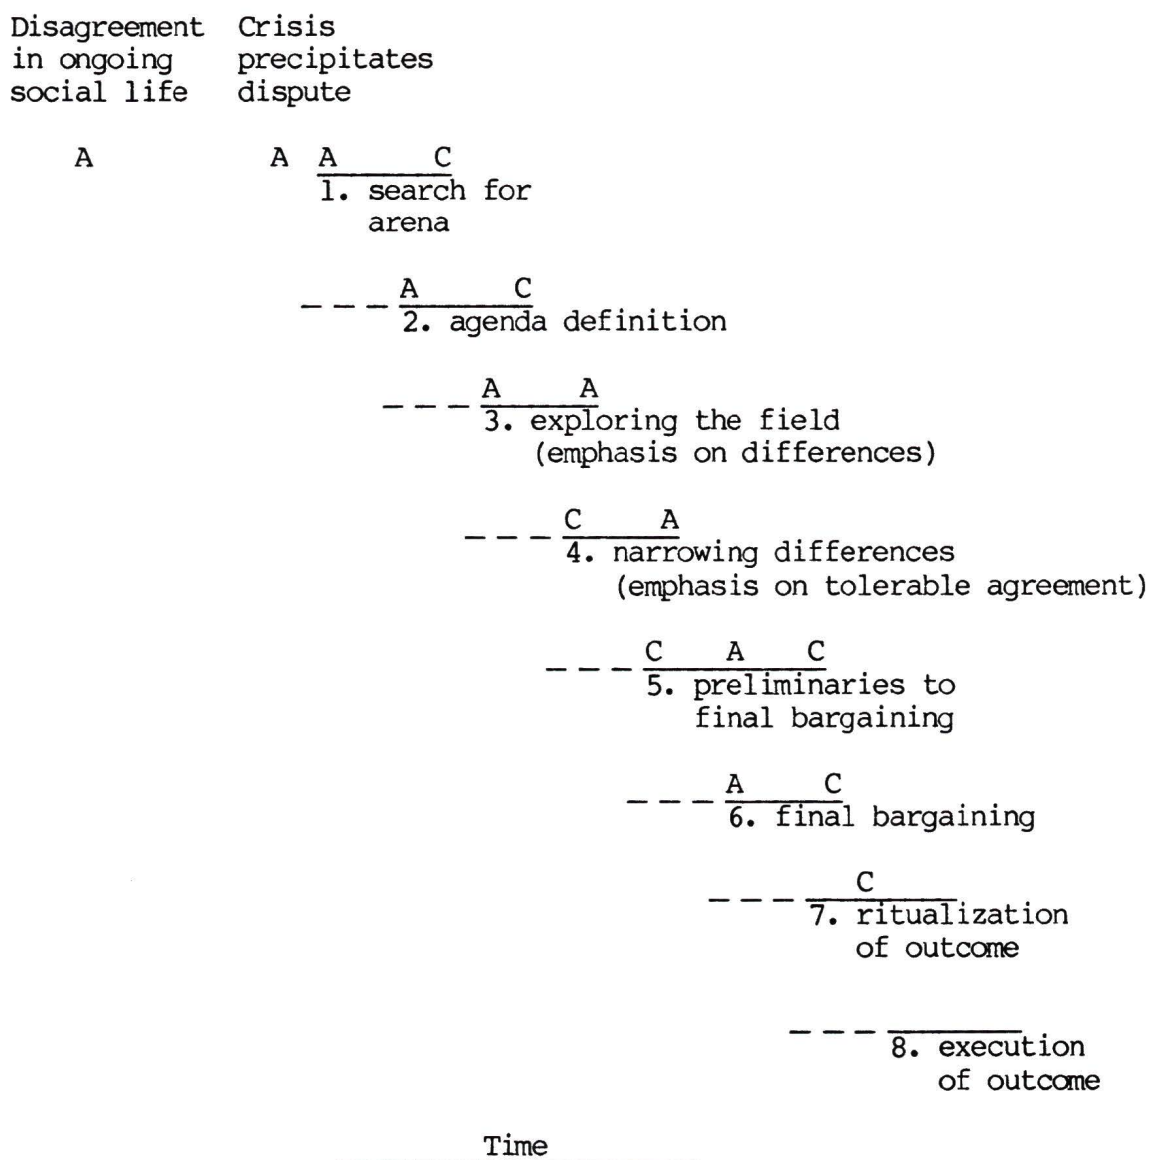 Disagreement Crisis
in ongoing precipitates
social life dispute
A A A C
1. search for
arena
A C
2. agenda definition
A A
3. exploring the field
(emphasis on differences)
C A
4. narrowing differences
(emphasis on tolerable agreement)
C A C
5. preliminaries to
final bargaining
A C
6. final bargaining
C
7. ritualization
of outcome
8. execution
of outcome
Time